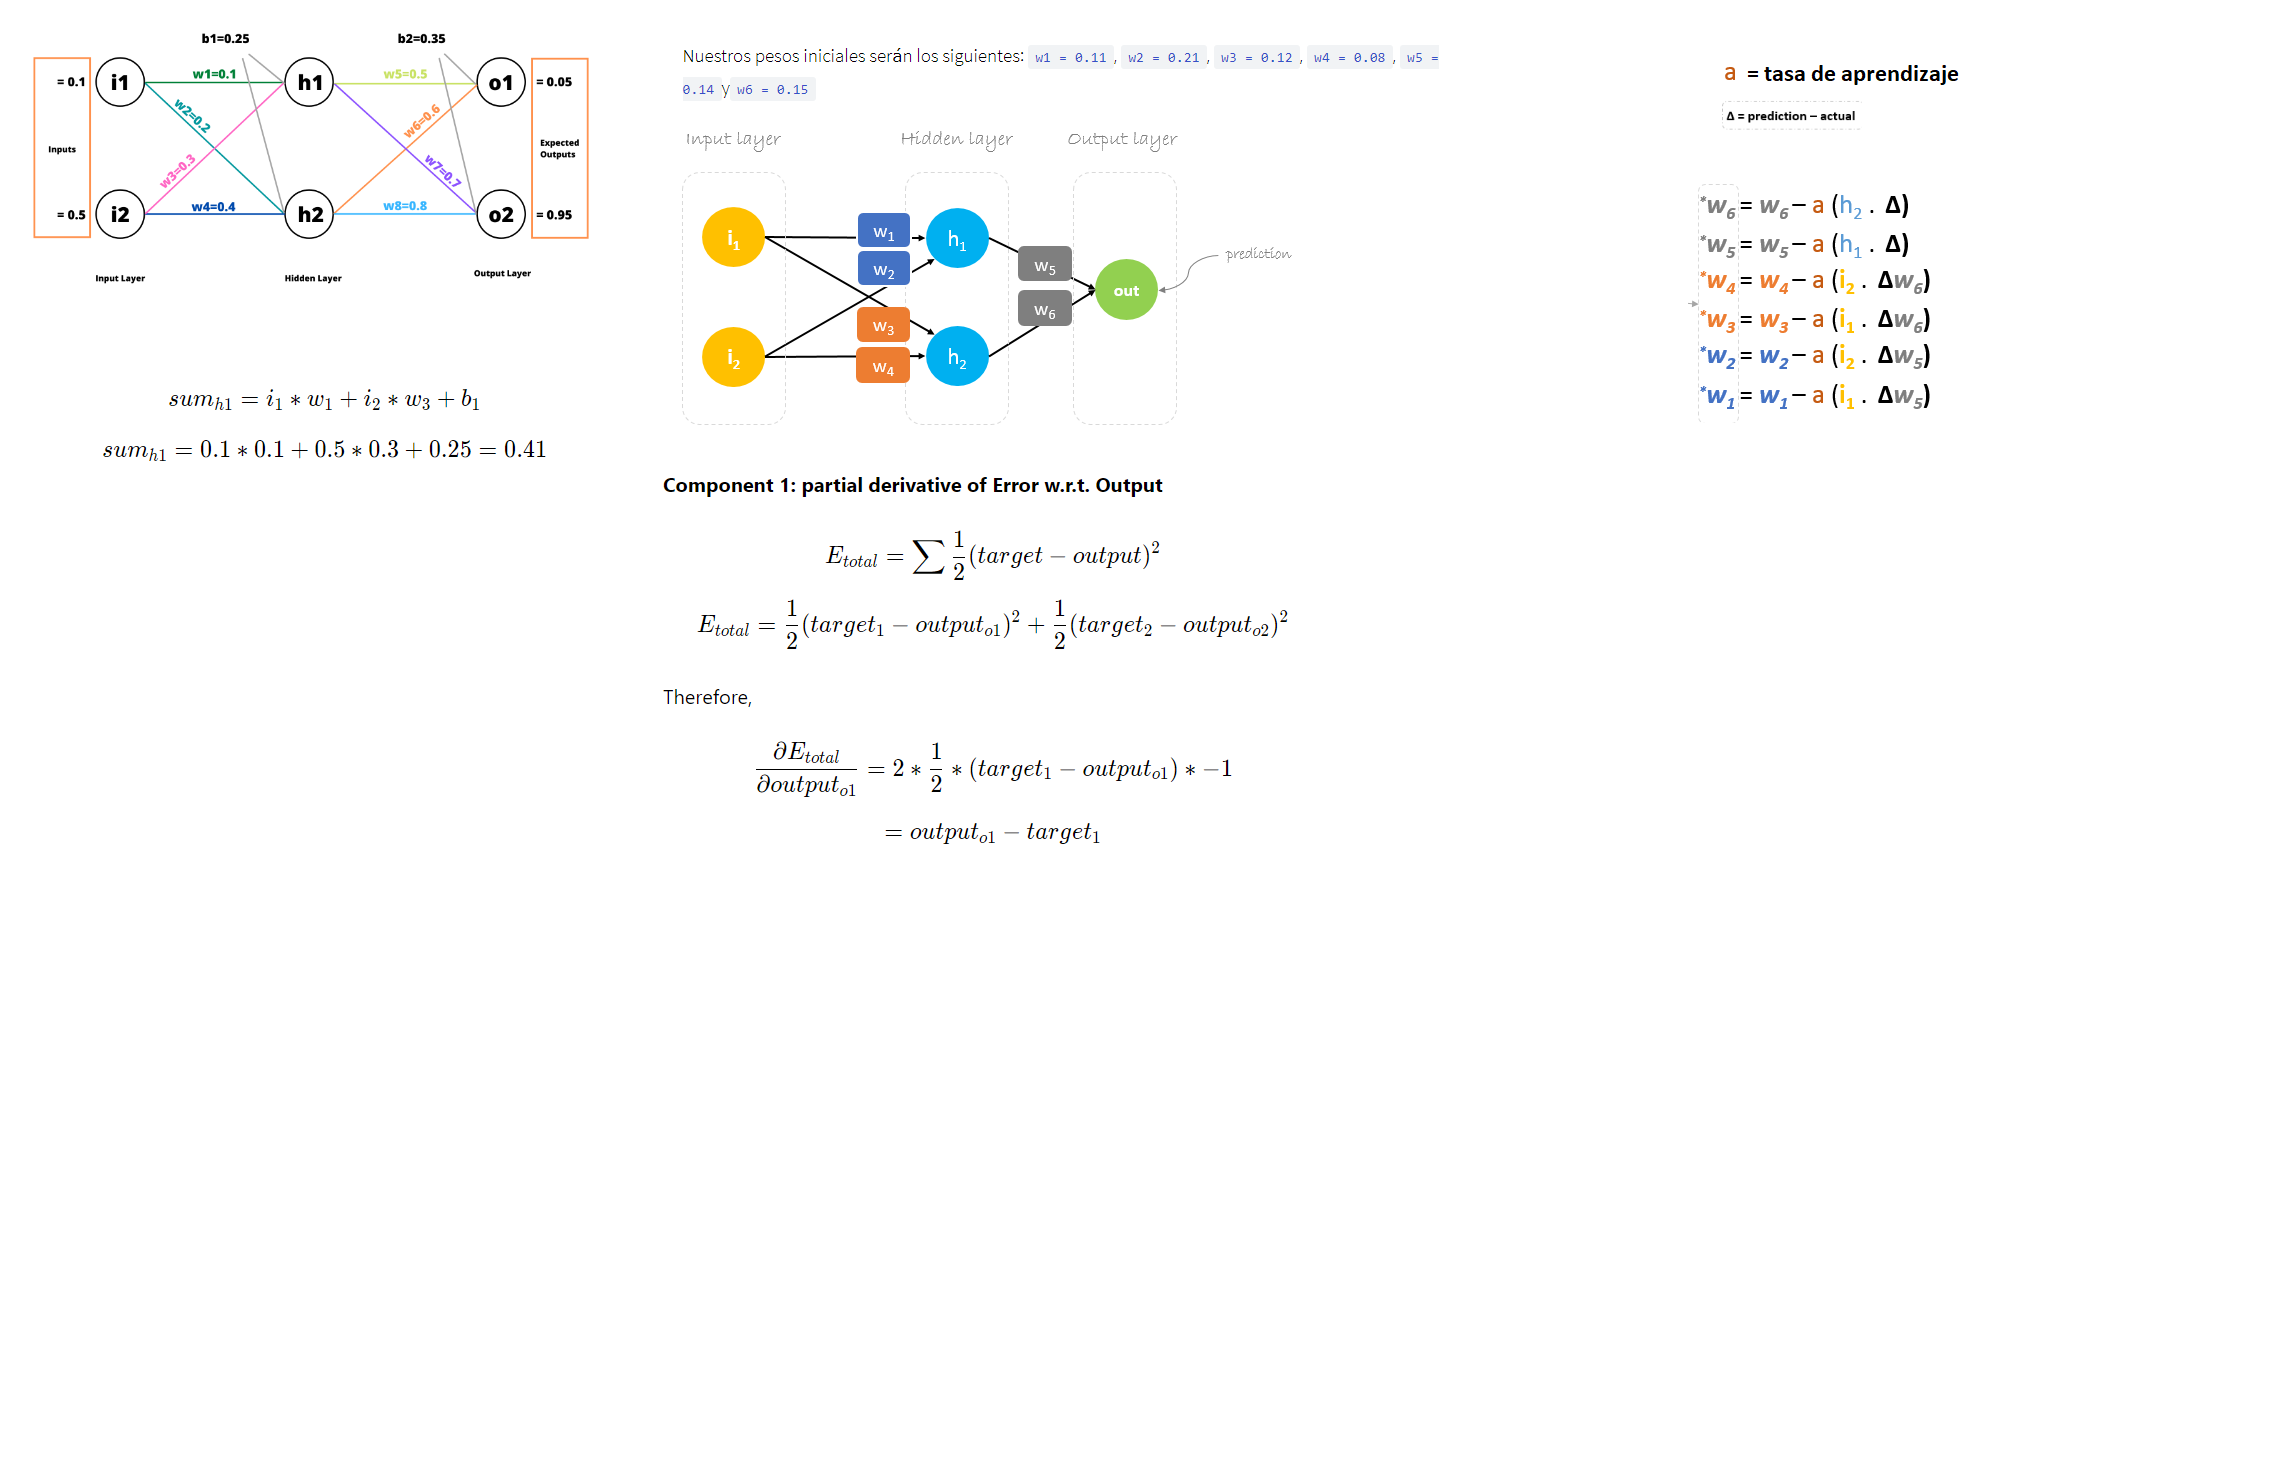 b1=0.25
b2=0.35
= 0.1
i1
w1=0.1
h1
w5=0.5
o1
= 0.05
w2=0.2
w6=0.6
Inputs
Expected
Outputs
w3=0.3
w7=0.7
= 0.5
i2
w4=0.4
h2
w8=0.8
o2
= 0.95
Input Layer
Hidden Layer
Output Layer
sum_{h1} = i_1 * w_1 + i_2 * w_3 + b_1
sum_{h1} = 0.1 * 0.1 + 0.5 * 0.3 + 0.25 = 0.41
Nuestros pesos iniciales serán los siguientes: w1 = 0.11 , w2 = 0.21 , w3 = 0.12 , w4 = 0.08 , w5 =
0.14 y w6 = 0.15
Input layer
Hidden layer
Output layer
i_1
w_1
h_1
w_2
w_5
prediction
out
w_6
w_3
i_2
h_2
w_4
Component 1: partial derivative of Error w.r.t. Output
E_{total} = ∑ \frac{1}{2}(target − output)^2
E_{total} = \frac{1}{2}(target_1 − output_{o1})^2 + \frac{1}{2}(target_2 − output_{o2})^2
Therefore,
\frac{∂E_{total}}{∂output_{o1}} = 2 * \frac{1}{2} * (target_1 − output_{o1}) * −1
= output_{o1} − target_1
a = tasa de aprendizaje
Δ = prediction − actual
*w_6 = w_6 − a (h_2 . Δ)
*w_5 = w_5 − a (h_1 . Δ)
*w_4 = w_4 − a (i_2 . Δw_6)
*w_3 = w_3 − a (i_1 . Δw_6)
*w_2 = w_2 − a (i_2 . Δw_5)
*w_1 = w_1 − a (i_1 . Δw_5)